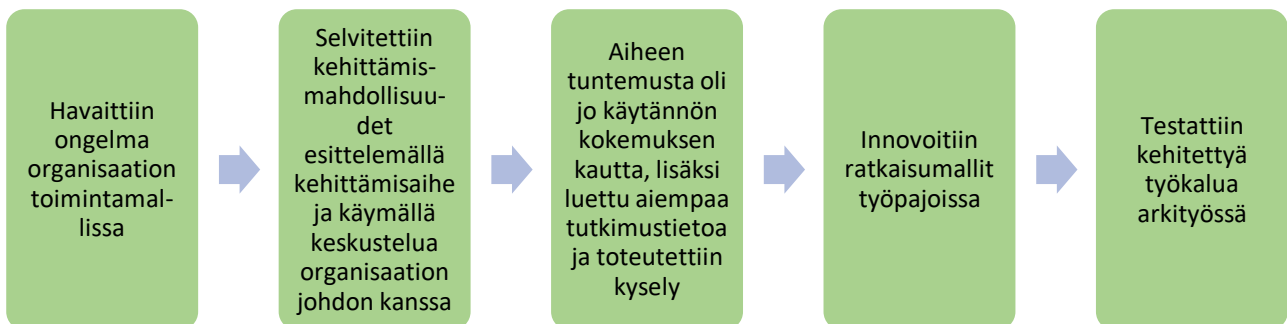 Havaittiin
ongelma
organisaation
toimintamal-
lissa
Selvitettiin
kehittämis-
mahdollisuu-
det
esittelemällä
kehittämisaihe
ja käymällä
keskustelua
organisaation
johdon kanssa
Aiheen
tuntemusta oli
jo käytännön
kokemuksen
kautta, lisäksi
luettu aiempaa
tutkimustietoa
ja toteutettiin
kysely
Innovoitiin
ratkaisumallit
työpajoissa
Testattiin
kehitettyä
työkalua
arkityössä